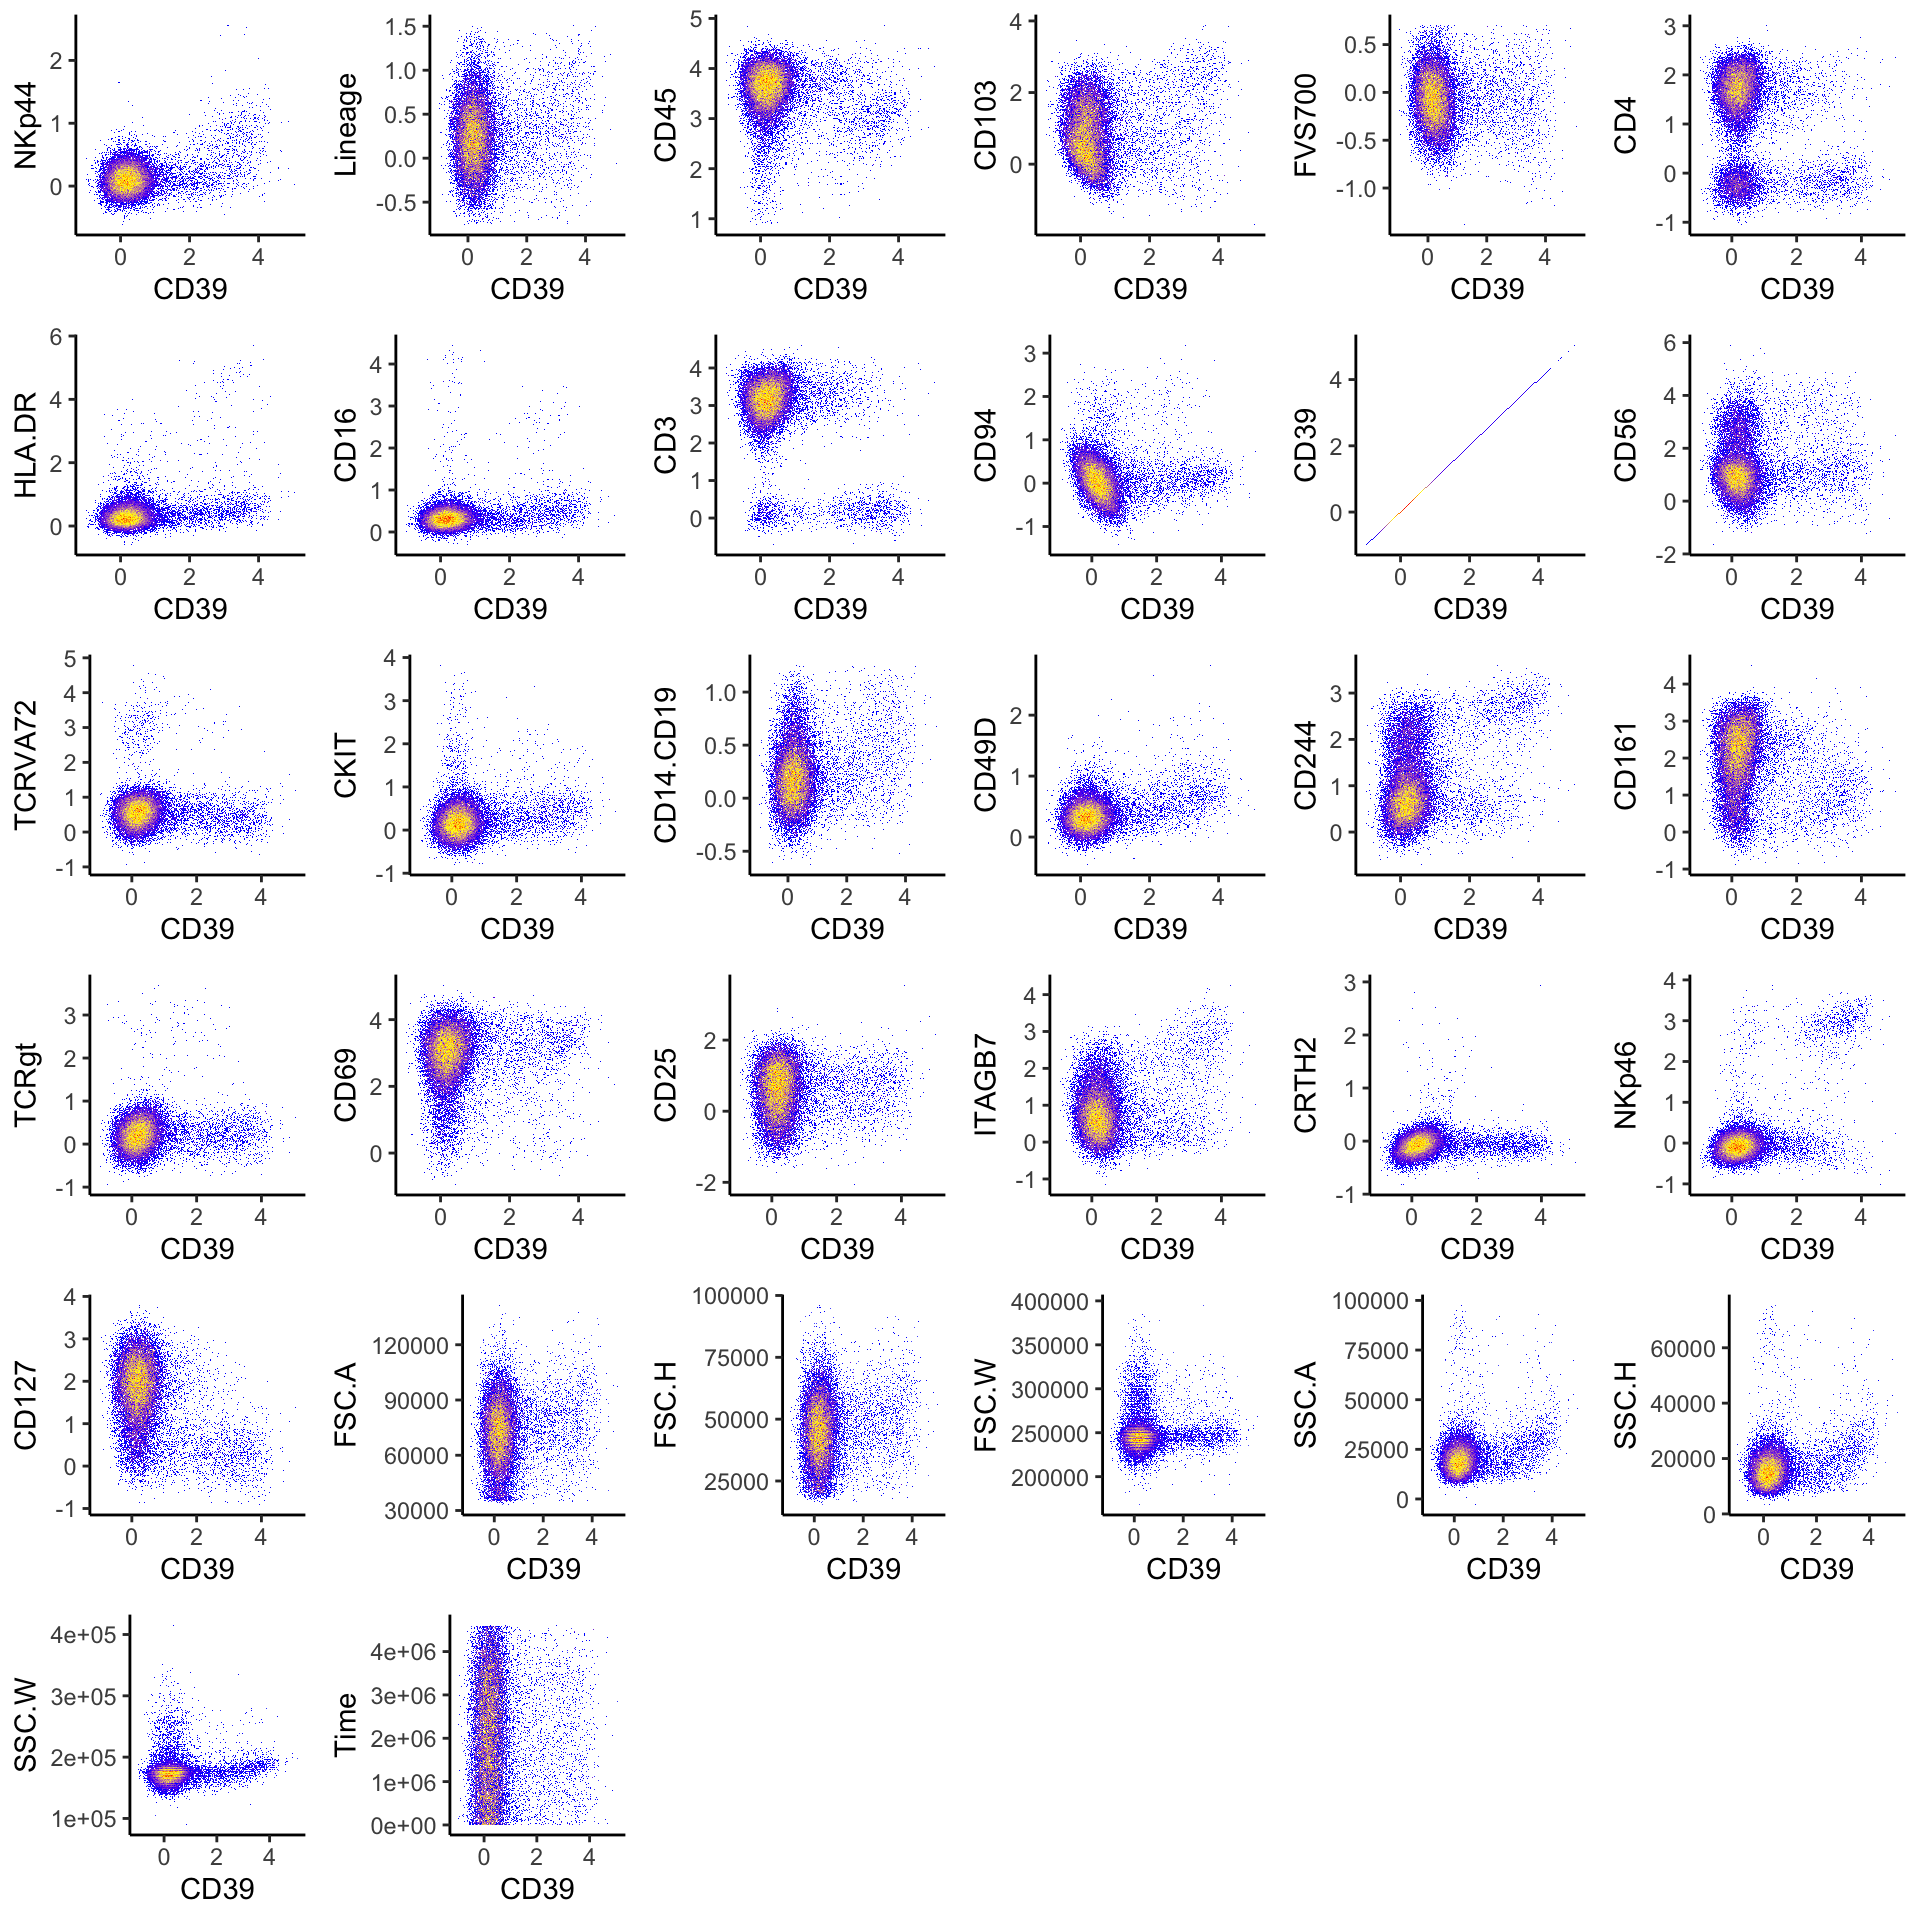 NKp44 2 1 0 0 2 4 CD39
Lineage 1.5 1.0 0.5 0.0 -0.5 0 2 4 CD39
CD45 5 4 3 2 1 0 2 4 CD39
CD103 4 2 0 0 2 4 CD39
FVS700 0.5 0.0 -0.5 -1.0 0 2 4 CD39
CD4 3 2 1 0 -1 0 2 4 CD39
HLA.DR 6 4 2 0 0 2 4 CD39
CD16 4 3 2 1 0 0 2 4 CD39
CD3 4 3 2 1 0 0 2 4 CD39
CD94 3 2 1 0 -1 0 2 4 CD39
CD39 4 2 0 0 2 4 CD39
CD56 6 4 2 0 -2 0 2 4 CD39
TCRVA72 5 4 3 2 1 0 -1 0 2 4 CD39
CKIT 4 3 2 1 0 -1 0 2 4 CD39
CD14.CD19 1.0 0.5 0.0 -0.5 0 2 4 CD39
CD49D 2 1 0 0 2 4 CD39
CD244 3 2 1 0 0 2 4 CD39
CD161 4 3 2 1 0 -1 0 2 4 CD39
TCRgt 3 2 1 0 -1 0 2 4 CD39
CD69 4 2 0 0 2 4 CD39
CD25 2 0 -2 0 2 4 CD39
ITAGB7 4 3 2 1 0 -1 0 2 4 CD39
CRTH2 3 2 1 0 -1 0 2 4 CD39
NKp46 4 3 2 1 0 -1 0 2 4 CD39
CD127 4 3 2 1 0 -1 0 2 4 CD39
FSC.A 120000 90000 60000 30000 0 2 4 CD39
FSC.H 100000 75000 50000 25000 0 2 4 CD39
FSC.W 400000 350000 300000 250000 200000 0 2 4 CD39
SSC.A 100000 75000 50000 25000 0 0 2 4 CD39
SSC.H 60000 40000 20000 0 0 2 4 CD39
SSC.W 4e+05 3e+05 2e+05 1e+05 0 2 4 CD39
Time 4e+06 3e+06 2e+06 1e+06 0e+00 0 2 4 CD39